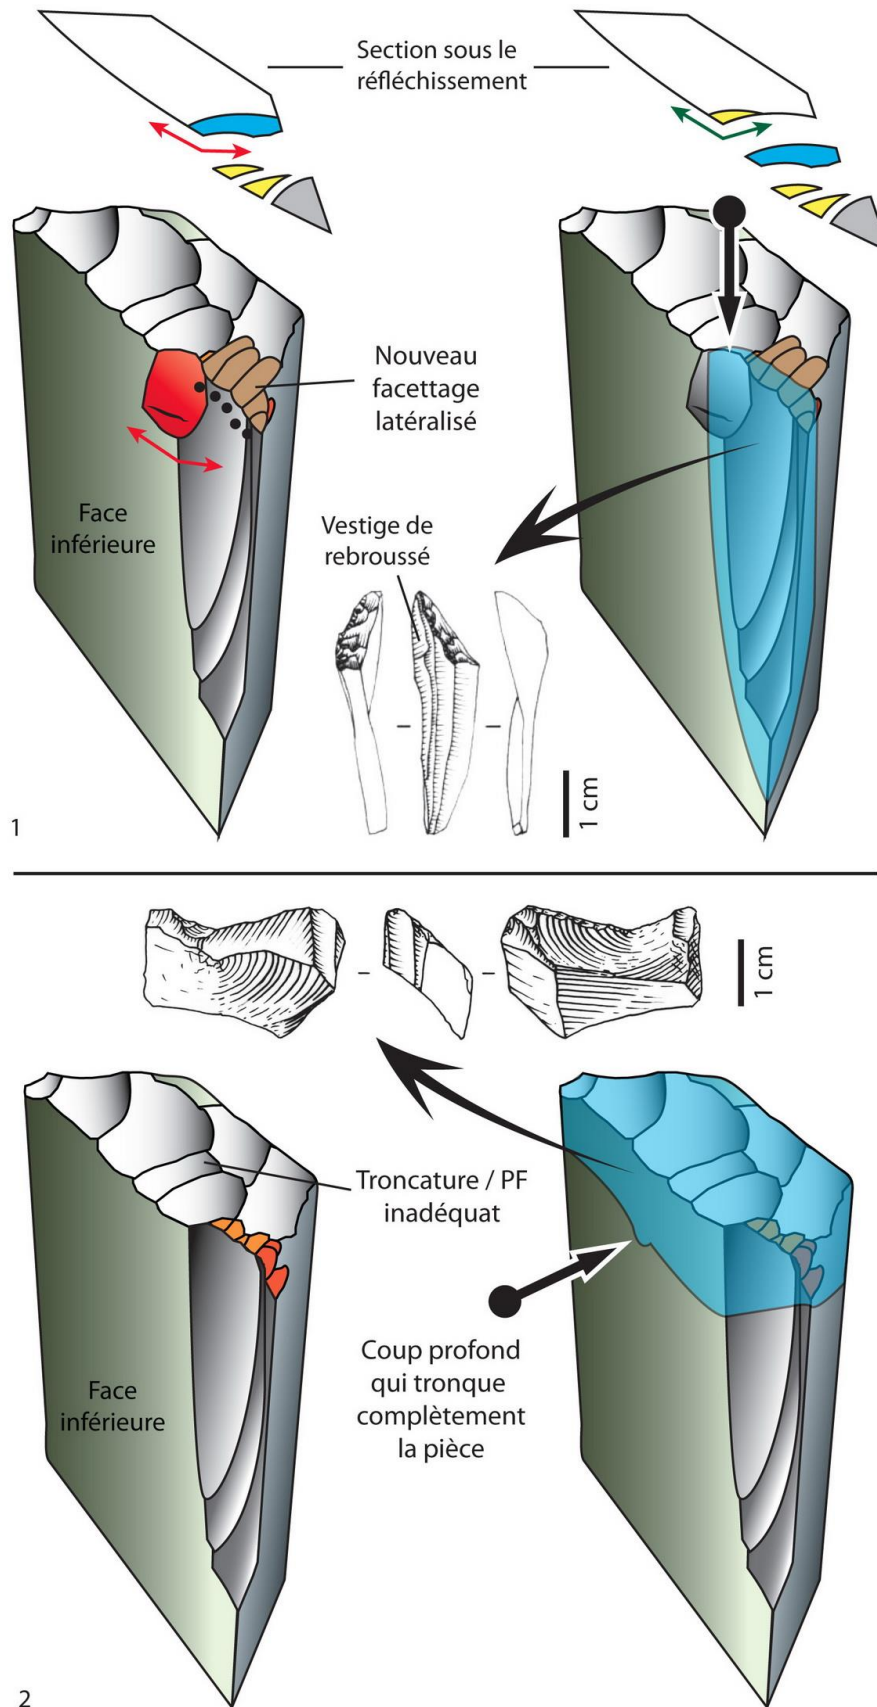 Section sous le
réfléchissement
Nouveau
facettage
latéralisé
Face
inférieure
Vestige de
rebroussé
1 cm
1
1 cm
Troncature / PF
inadéquat
Coup profond
qui tronque
complètement
la pièce
Face
inférieure
2